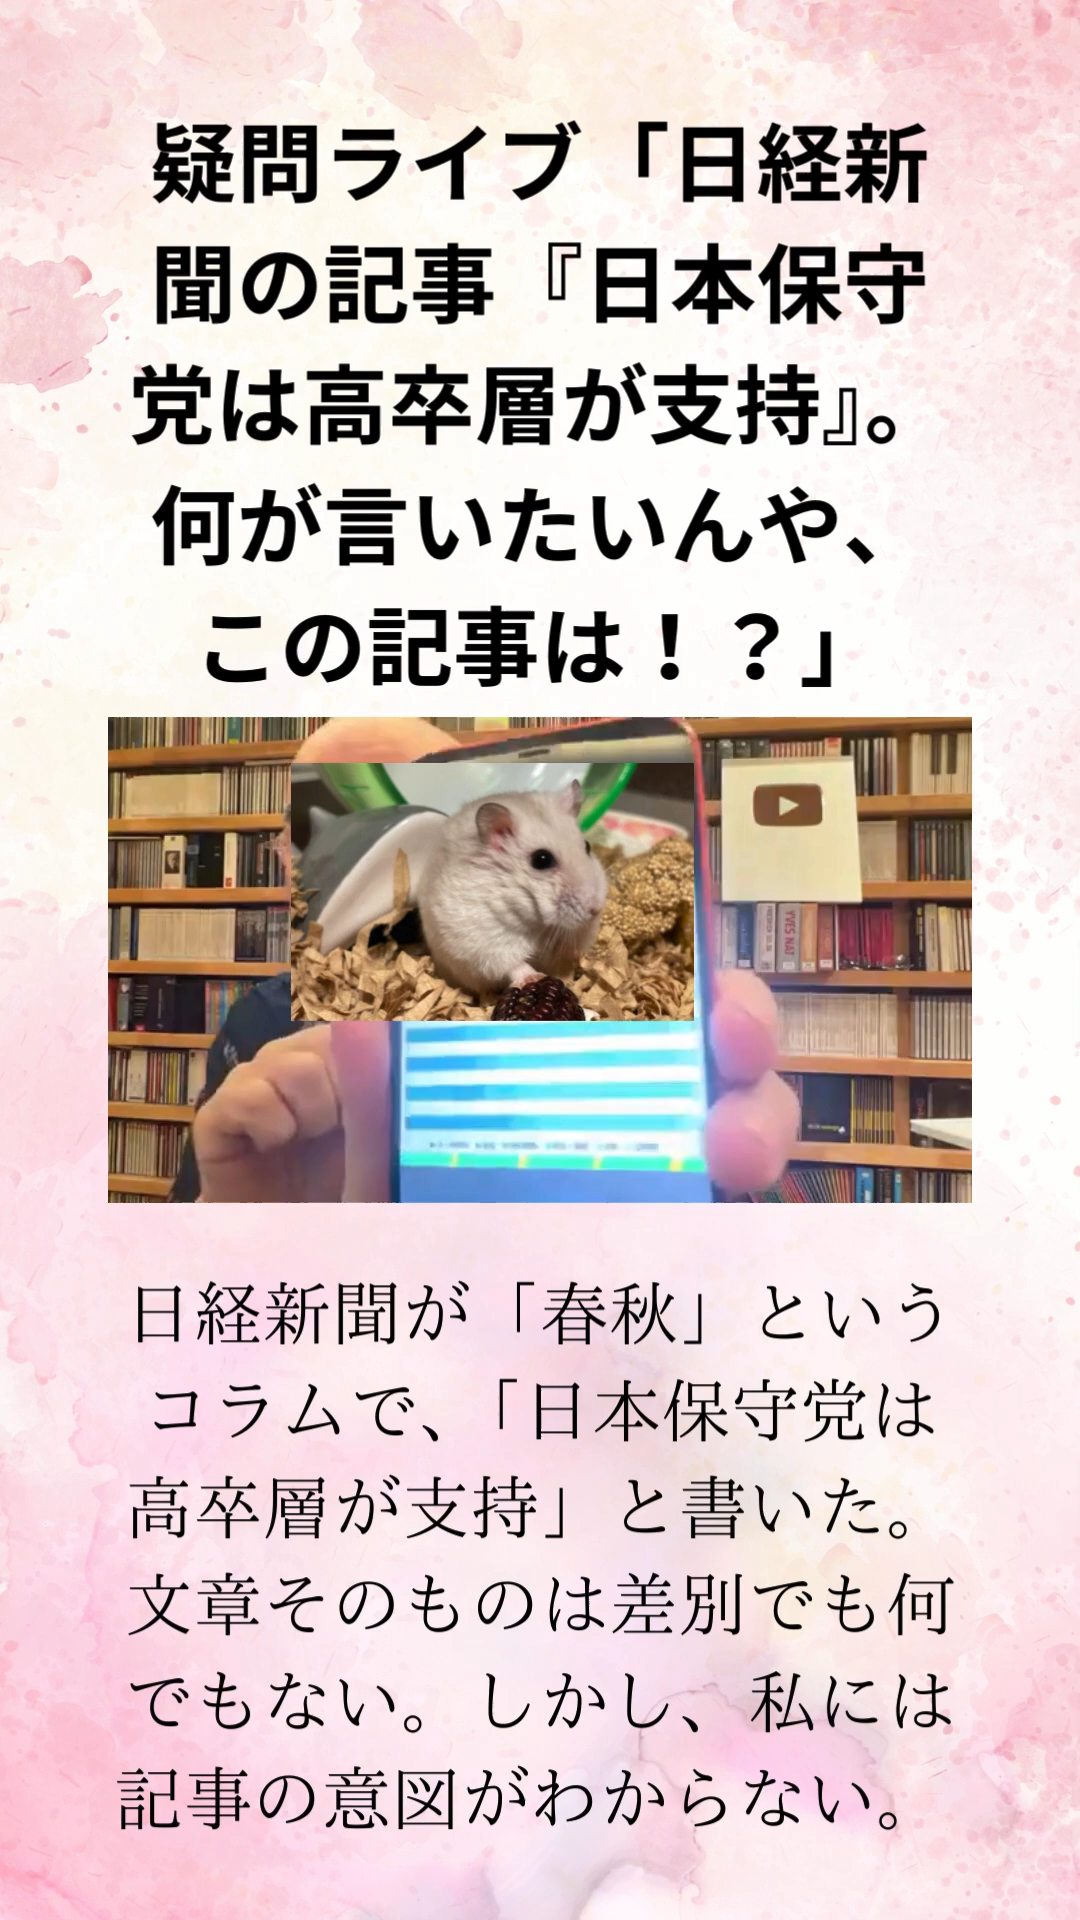 疑問ライブ「日経新
聞の記事『日本保守
党は高卒層が支持』。
何が言いたいんや、
この記事は！？」
YVES NAT
日経新聞が「春秋」という
コラムで、「日本保守党は
高卒層が支持」と書いた。
文章そのものは差別でも何
でもない。しかし、私には
記事の意図がわからない。